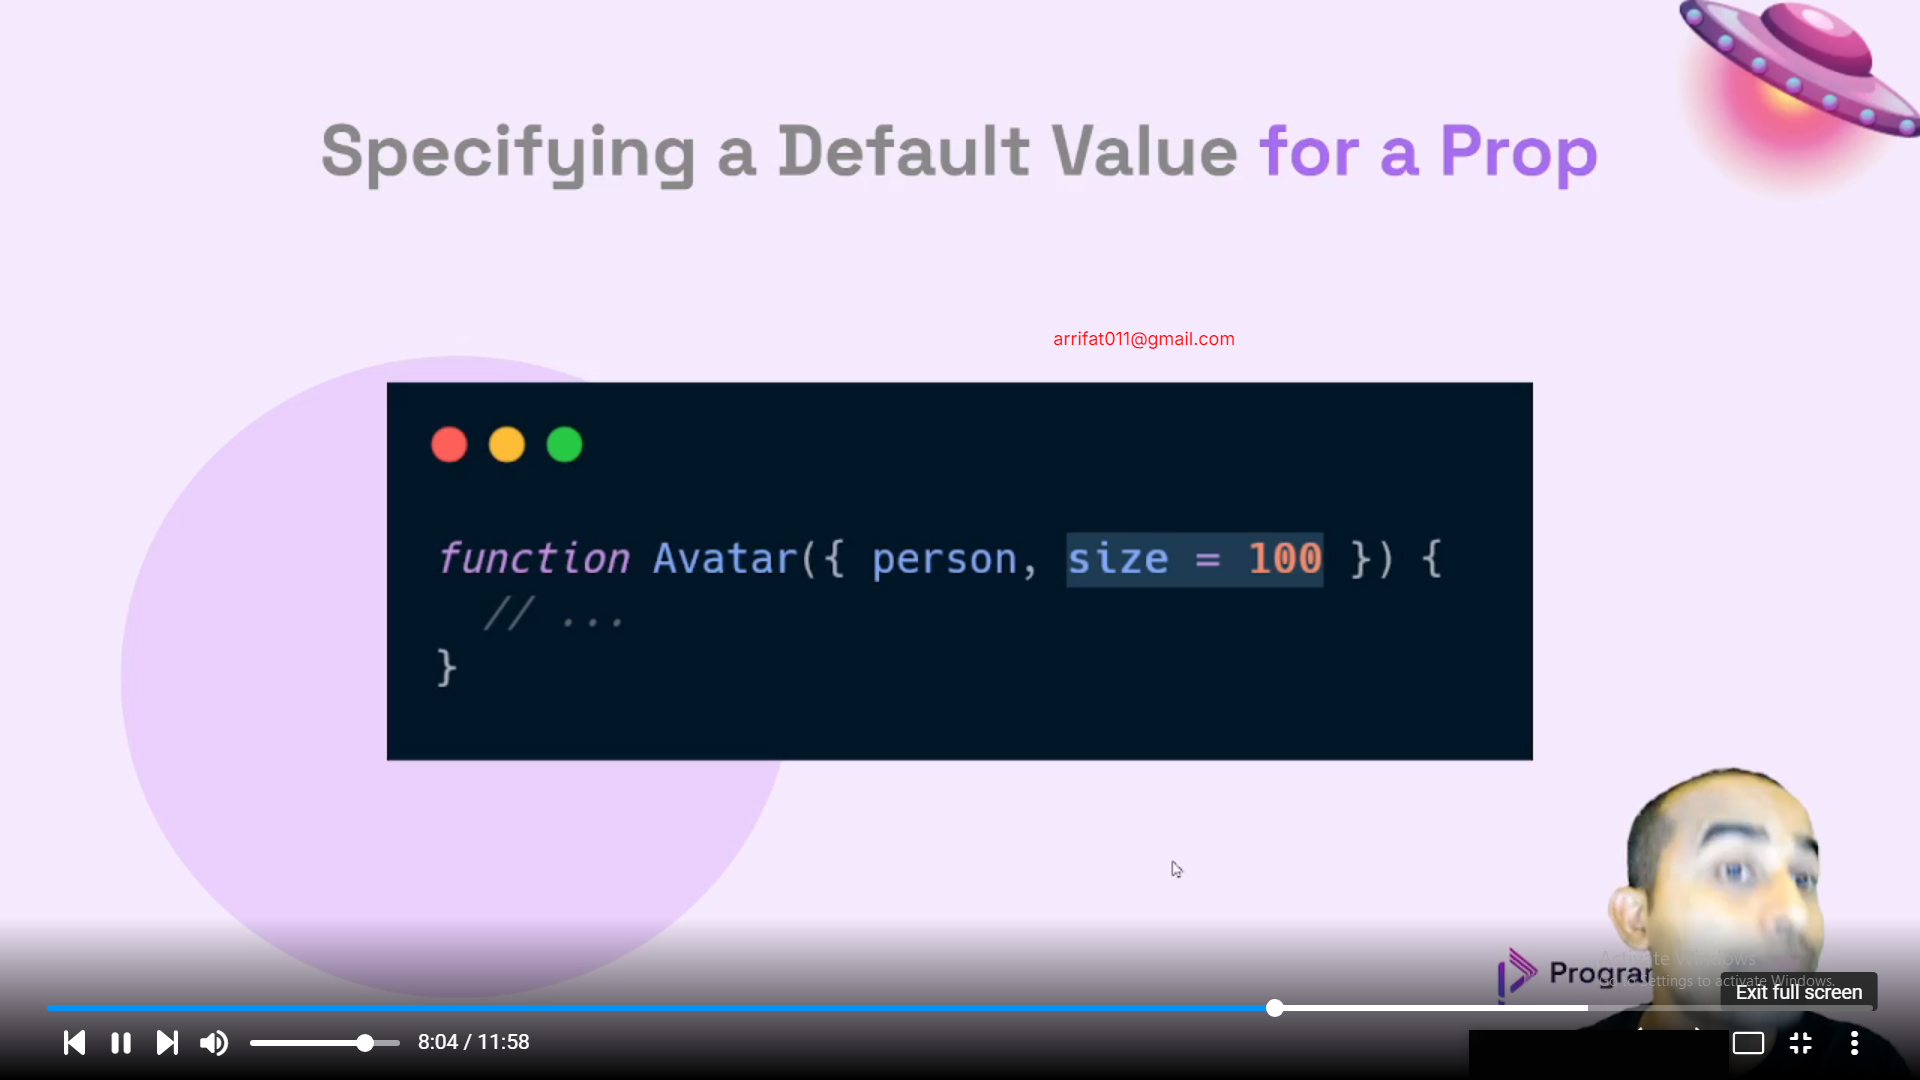 Specifying a Default Value for a Prop
arrifat011@gmail.com
function Avatar({ person, size = 100 }) {
// ...
}
Activate Windows
Program
Go to Settings to activate Windows.
Exit full screen
8:04 / 11:58